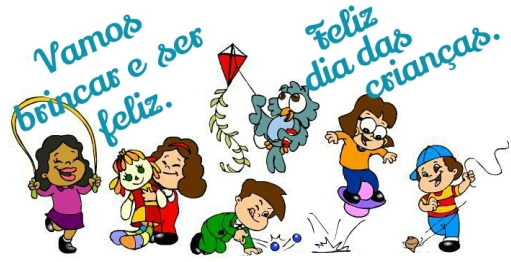 Vamos
brincar e ser
feliz.
Feliz
dia das
crianças.